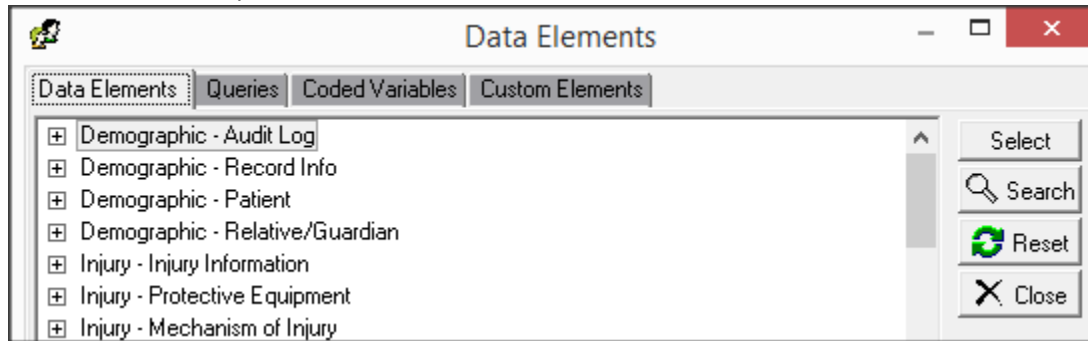 Data Elements
Data Elements Queries Coded Variables Custom Elements
Demographic - Audit Log
Demographic - Record Info
Demographic - Patient
Demographic - Relative/Guardian
Injury - Injury Information
Injury - Protective Equipment
Injury - Mechanism of Injury
Select
Search
Reset
Close